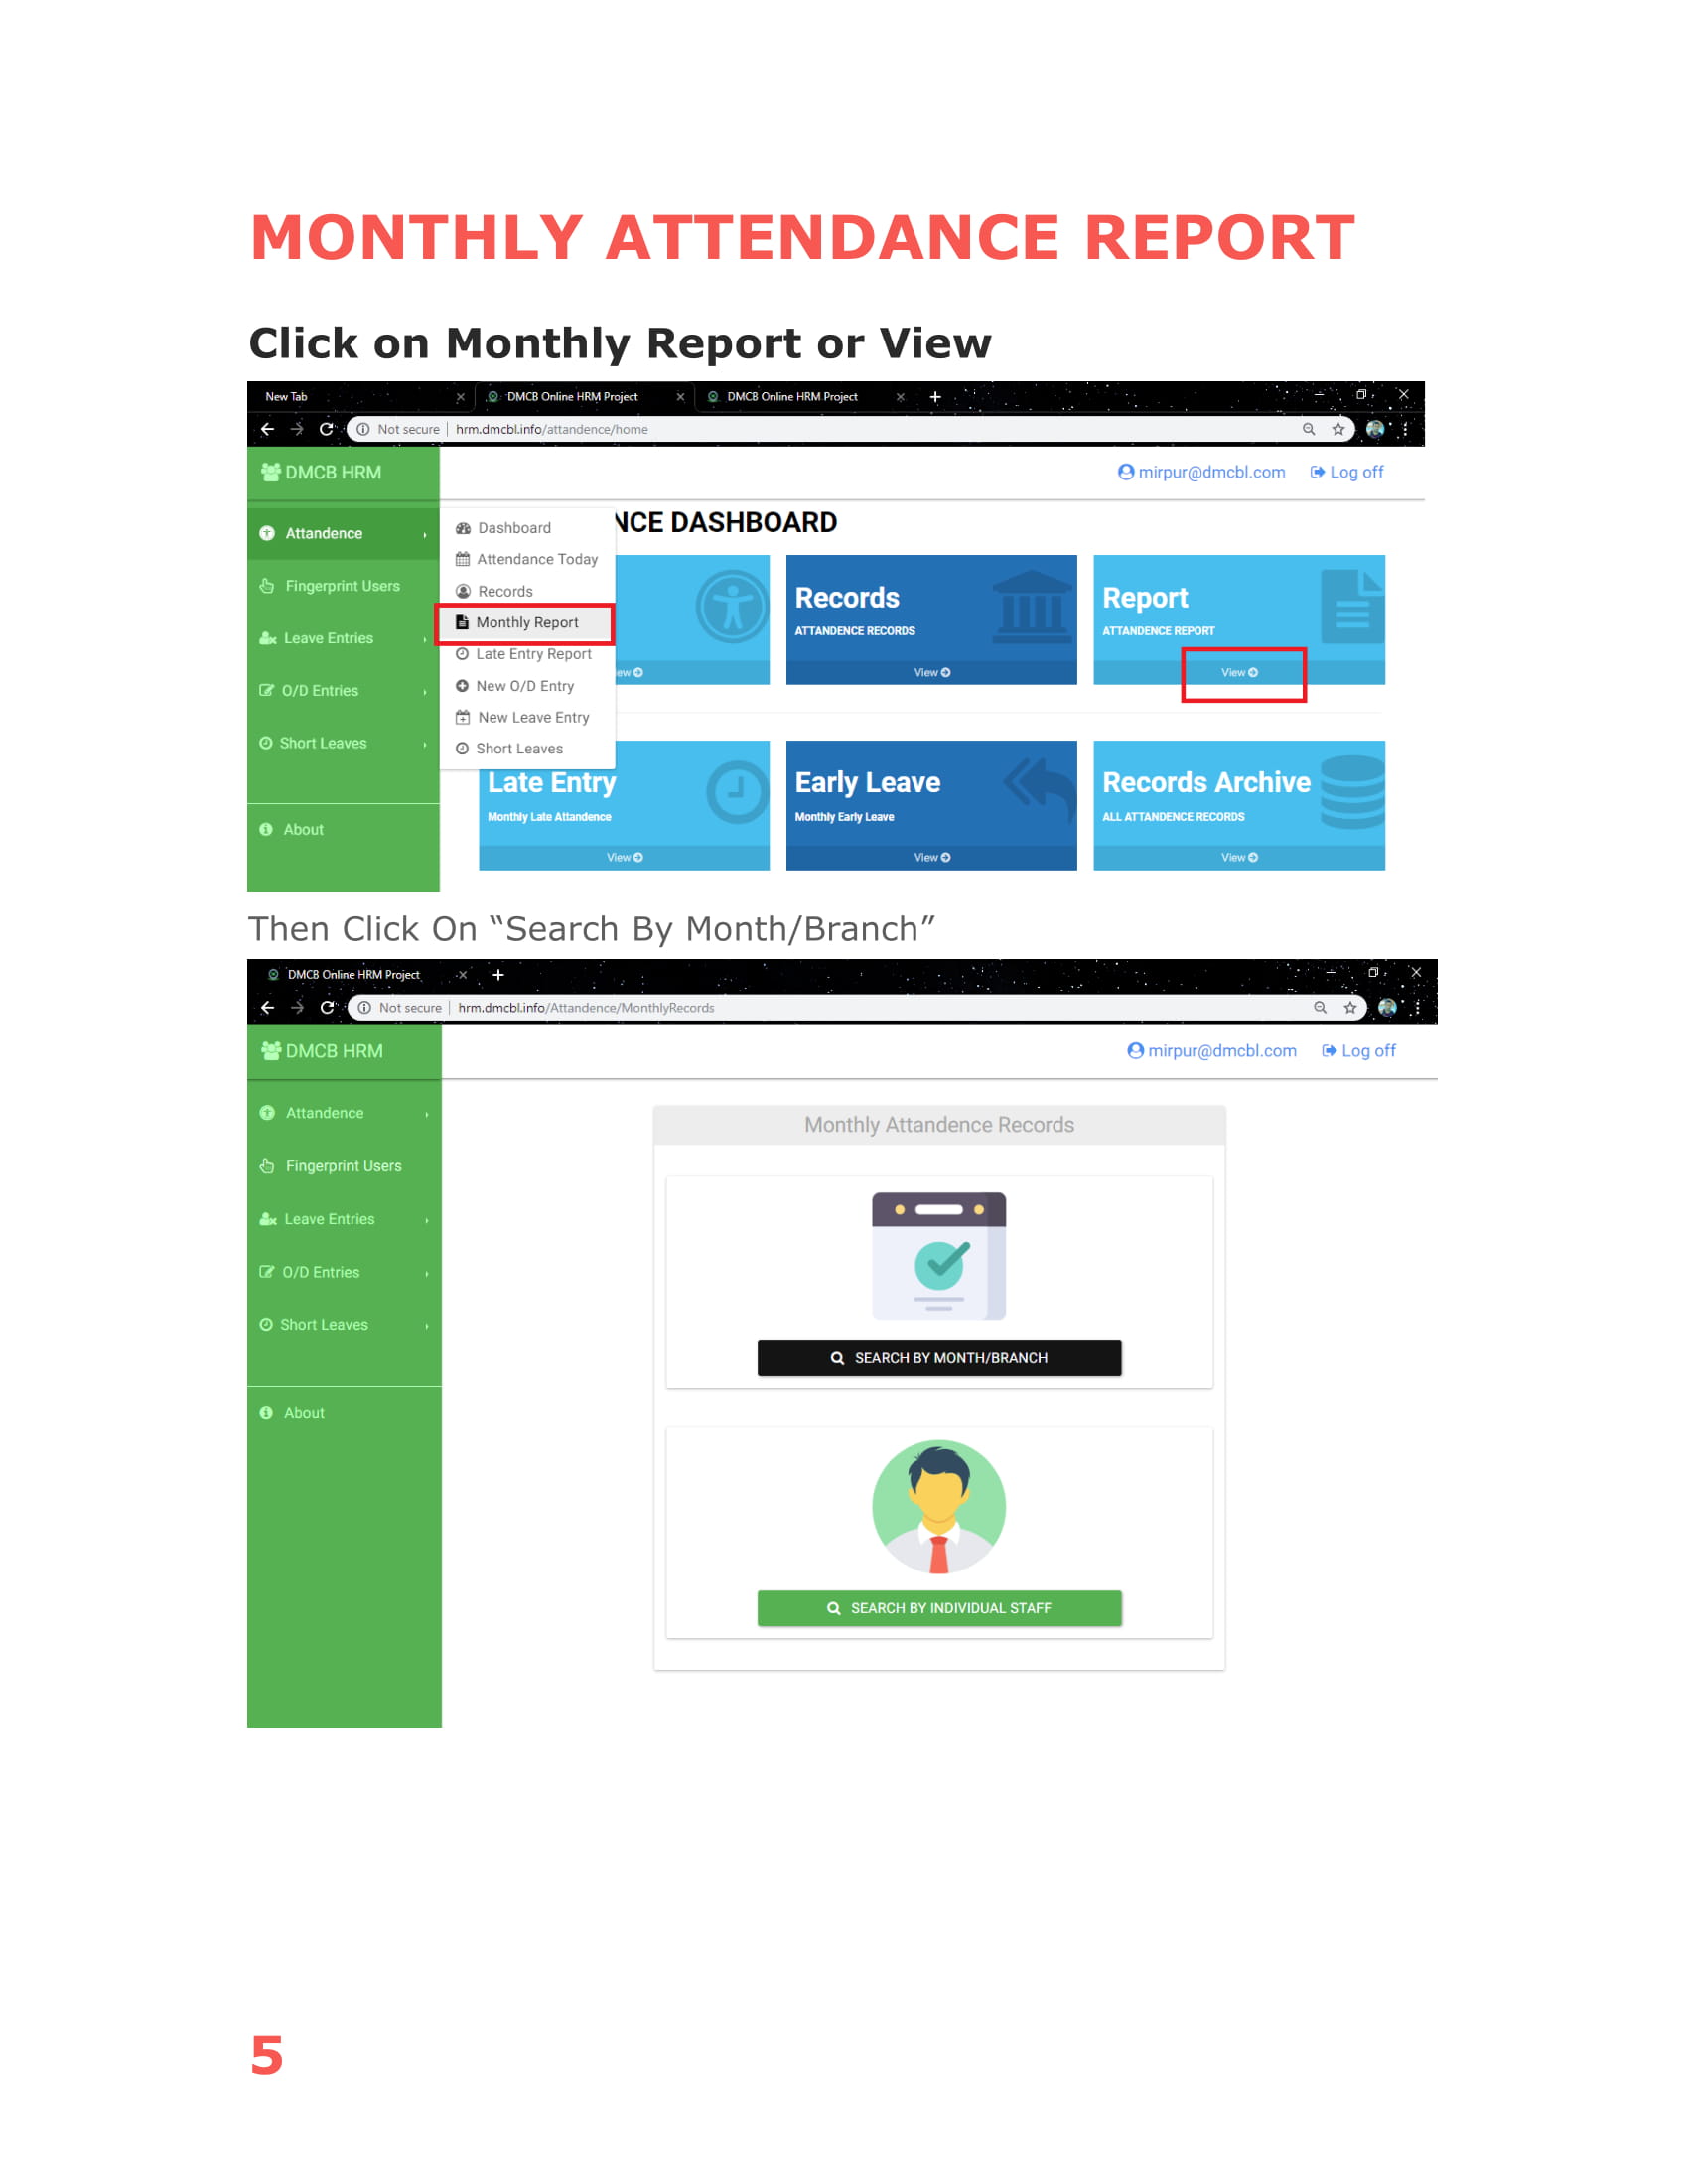 MONTHLY ATTENDANCE REPORT
Click on Monthly Report or View
New Tab
DMCB Online HRM Project
DMCB Online HRM Project
Not secure | hrm.dmcbl.info/attandence/home
DMCB HRM
mirpur@dmcbl.com
Log off
Attandence
Fingerprint Users
Leave Entries
O/D Entries
Short Leaves
About
Dashboard
Attendance Today
Records
Monthly Report
Late Entry Report
New O/D Entry
New Leave Entry
Short Leaves
NCE DASHBOARD
ew
Records
ATTANDENCE RECORDS
View
Report
ATTANDENCE REPORT
View
Late Entry
Monthly Late Attandence
View
Early Leave
Monthly Early Leave
View
Records Archive
ALL ATTANDENCE RECORDS
View
Then Click On “Search By Month/Branch”
DMCB Online HRM Project
Not secure | hrm.dmcbl.info/Attandence/MonthlyRecords
DMCB HRM
mirpur@dmcbl.com
Log off
Attandence
Fingerprint Users
Leave Entries
O/D Entries
Short Leaves
About
Monthly Attandence Records
SEARCH BY MONTH/BRANCH
SEARCH BY INDIVIDUAL STAFF
5